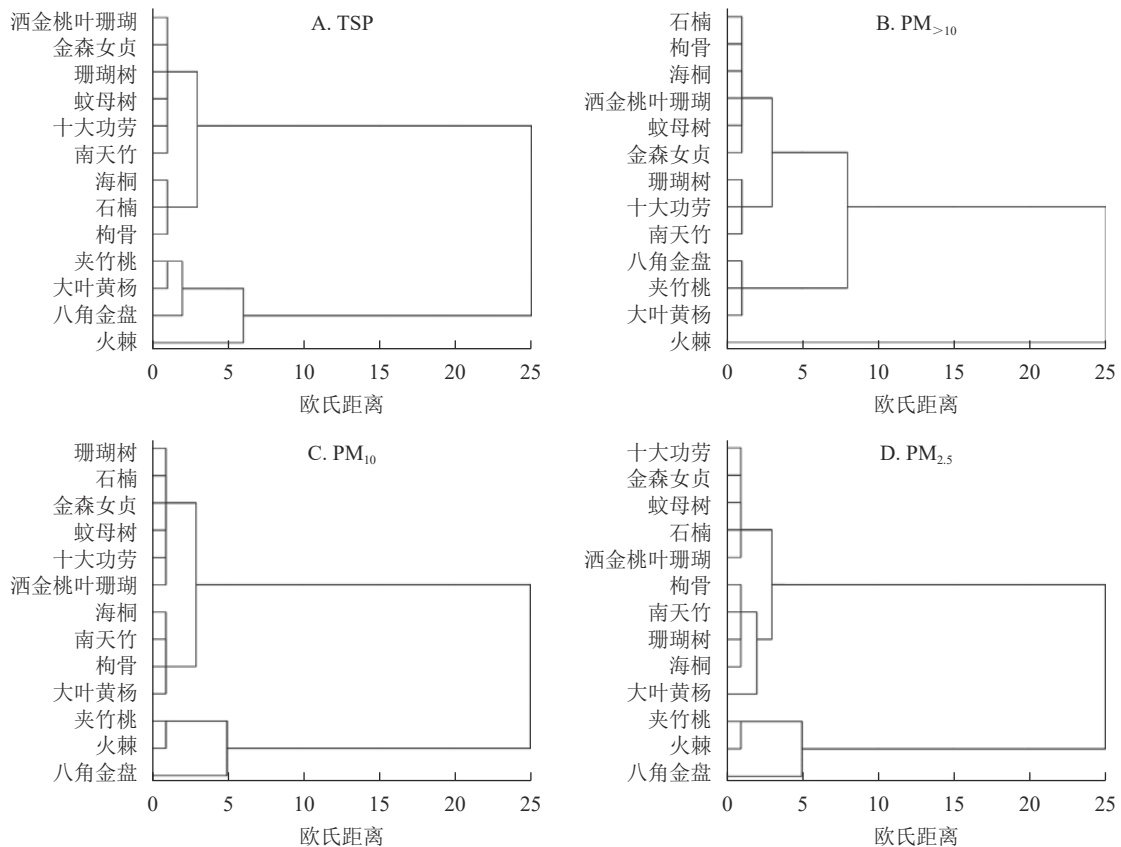 A. TSP
洒金桃叶珊瑚
金森女贞
珊瑚树
蚊母树
十大功劳
南天竹
海桐
石楠
枸骨
夹竹桃
大叶黄杨
八角金盘
火棘
0 5 10 15 20 25
欧氏距离
B. PM>10
石楠
枸骨
海桐
洒金桃叶珊瑚
蚊母树
金森女贞
珊瑚树
十大功劳
南天竹
八角金盘
夹竹桃
大叶黄杨
火棘
0 5 10 15 20 25
欧氏距离
C. PM10
珊瑚树
石楠
金森女贞
蚊母树
十大功劳
洒金桃叶珊瑚
海桐
南天竹
枸骨
大叶黄杨
夹竹桃
火棘
八角金盘
0 5 10 15 20 25
欧氏距离
D. PM2.5
十大功劳
金森女贞
蚊母树
石楠
洒金桃叶珊瑚
枸骨
南天竹
珊瑚树
海桐
大叶黄杨
夹竹桃
火棘
八角金盘
0 5 10 15 20 25
欧氏距离